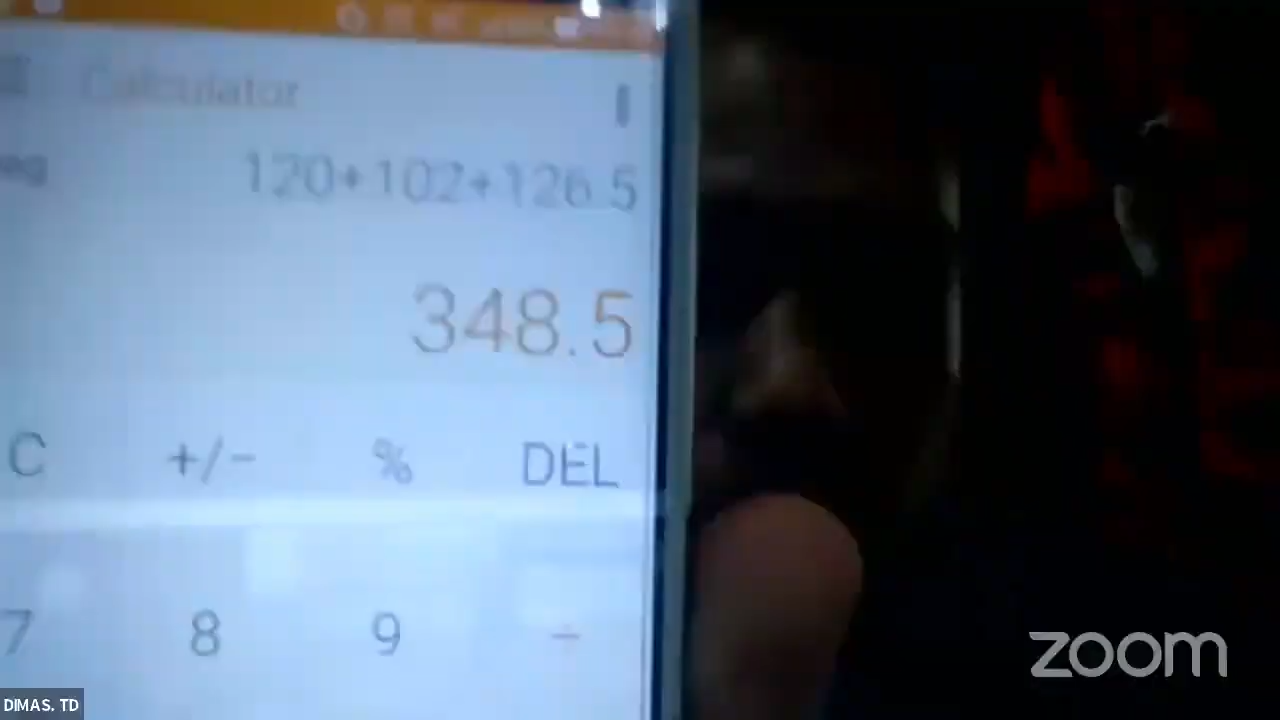 Calculator
120+102+126.5
348.5
C +/- % DEL
7 8 9 ÷
zoom
DIMAS. TD